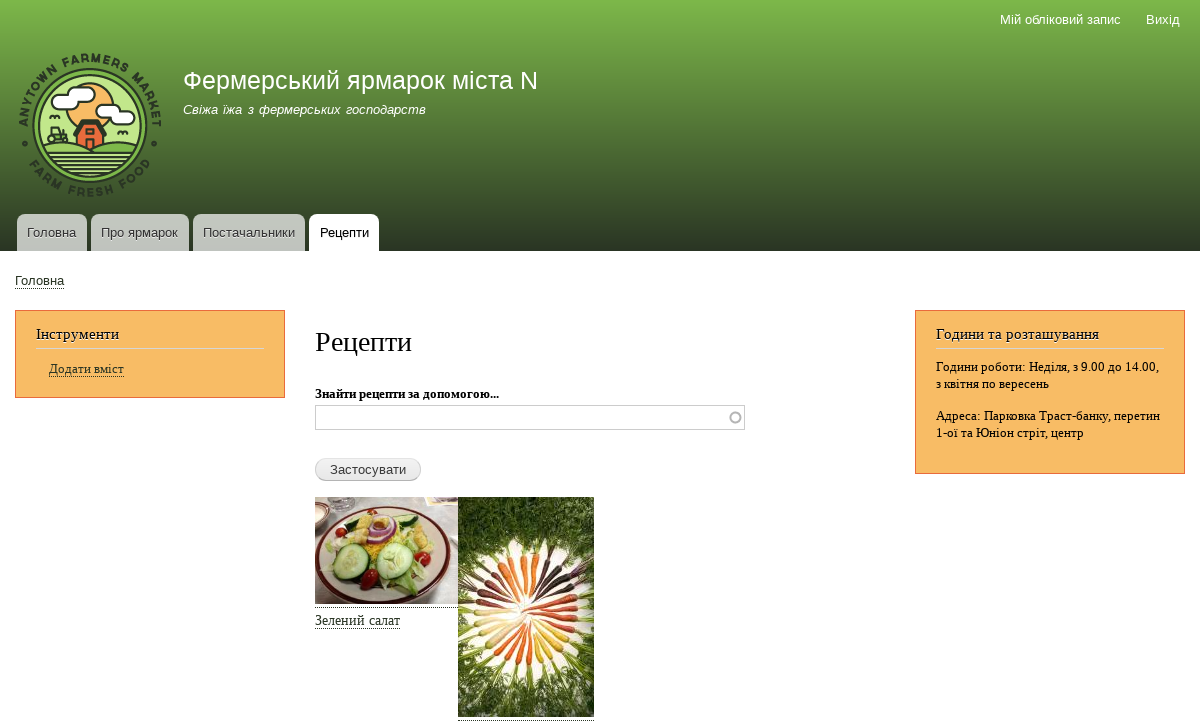 Мій обліковий запис
Вихід
ANYTOWN FARMERS MARKET
FARM FRESH FOOD
Фермерський ярмарок міста N
Свіжа їжа з фермерських господарств
Головна
Про ярмарок
Постачальники
Рецепти
Головна
Інструменти
Додати вміст
Рецепти
Знайти рецепти за допомогою...
Застосувати
Зелений салат
Години та розташування
Години роботи: Неділя, з 9.00 до 14.00,
з квітня по вересень
Адреса: Парковка Траст-банку, перетин
1-ої та Юніон стріт, центр